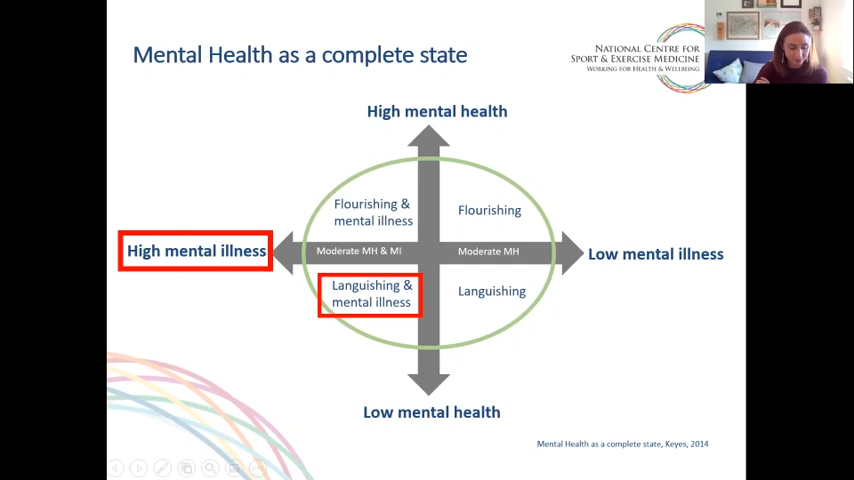 Mental Health as a complete state
NATIONAL CENTRE FOR
SPORT & EXERCISE MEDICINE
WORKING FOR HEALTH & WELLBEING
High mental health
Flourishing &
mental illness
Flourishing
High mental illness
Moderate MH & MI
Moderate MH
Low mental illness
Languishing &
mental illness
Languishing
Low mental health
Mental Health as a complete state, Keyes, 2014